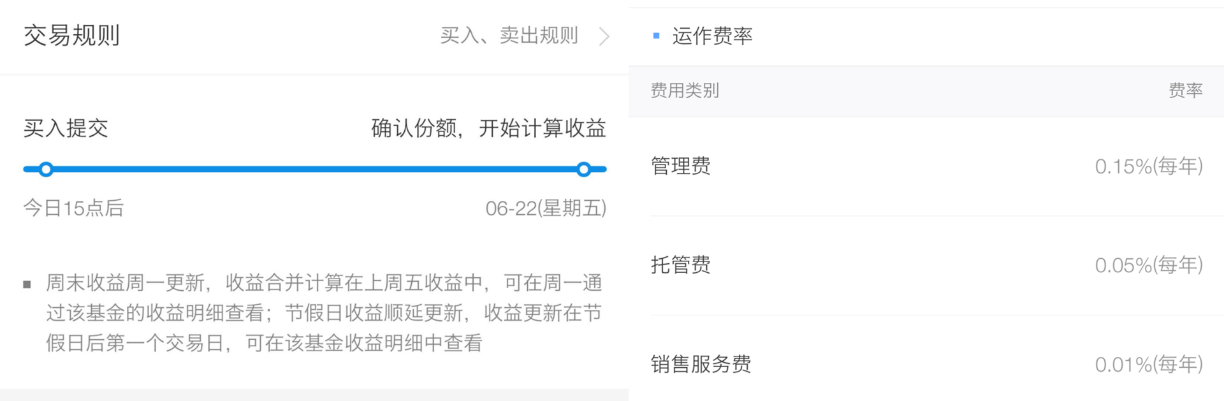 交易规则
买入、卖出规则
买入提交
确认份额，开始计算收益
今日15点后
06-22(星期五)
周末收益周一更新，收益合并计算在上周五收益中，可在周一通
过该基金的收益明细查看；节假日收益顺延更新，收益更新在节
假日后第一个交易日，可在该基金收益明细中查看
运作费率
费用类别
费率
管理费
0.15%(每年)
托管费
0.05%(每年)
销售服务费
0.01%(每年)